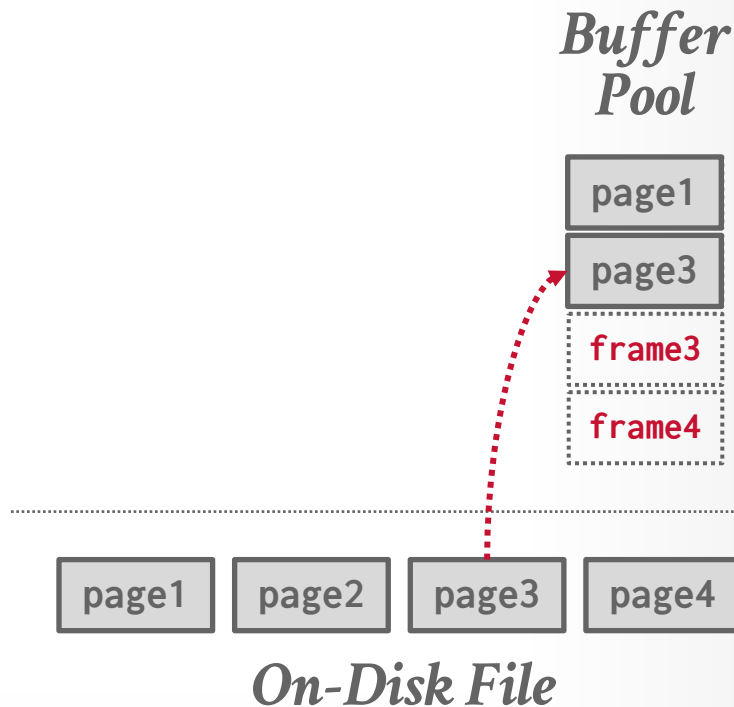 Buffer
Pool
page1
page3
frame3
frame4
page1 page2 page3 page4
On-Disk File